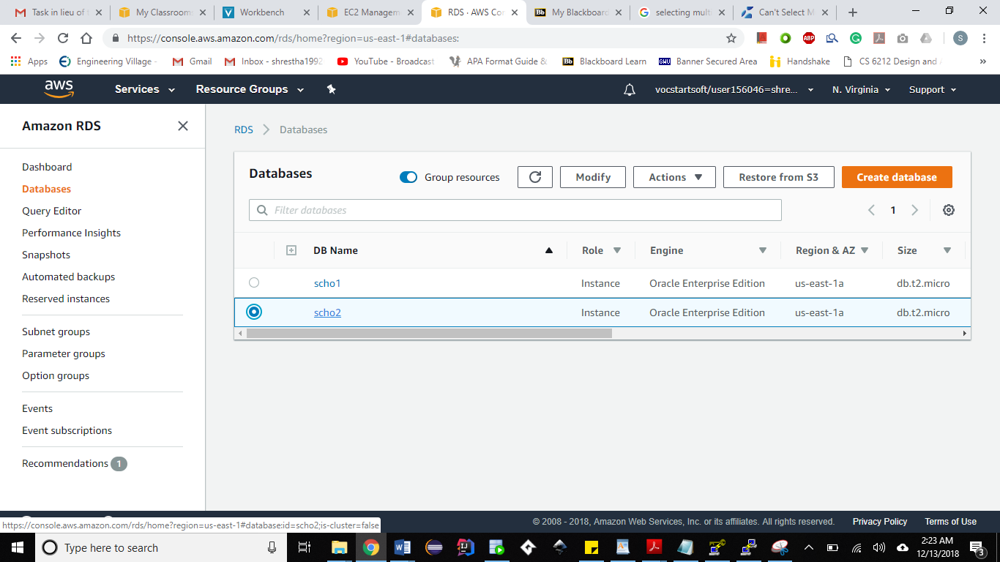 Task in lieu of t
My Classrooms
Workbench
EC2 Managem
RDS · AWS Con
My Blackboard
selecting mult
Can't Select M
https://console.aws.amazon.com/rds/home?region=us-east-1#databases:
ABP
S
Apps
Engineering Village -
Gmail
Inbox - shrestha1992
YouTube - Broadcast
APA Format Guide &
Bb
Blackboard Learn
GWU
Banner Secured Area
Handshake
CS 6212 Design and
»
aws
Services
Resource Groups
vocstartsoft/user156046=shre...
N. Virginia
Support
Amazon RDS
RDS
Databases
Dashboard
Databases
Query Editor
Performance Insights
Snapshots
Automated backups
Reserved instances
Subnet groups
Parameter groups
Option groups
Events
Event subscriptions
Recommendations 1
Databases
Group resources
Modify
Actions
Restore from S3
Create database
Filter databases
1
DB Name
Role
Engine
Region & AZ
Size
scho1
Instance
Oracle Enterprise Edition
us-east-1a
db.t2.micro
scho2
Instance
Oracle Enterprise Edition
us-east-1a
db.t2.micro
https://console.aws.amazon.com/rds/home?region=us-east-1#database:id=scho2;is-cluster=false
© 2008 - 2018, Amazon Web Services, Inc. or its affiliates. All rights reserved.
Privacy Policy
Terms of Use
Type here to search
2:23 AM
12/13/2018
3